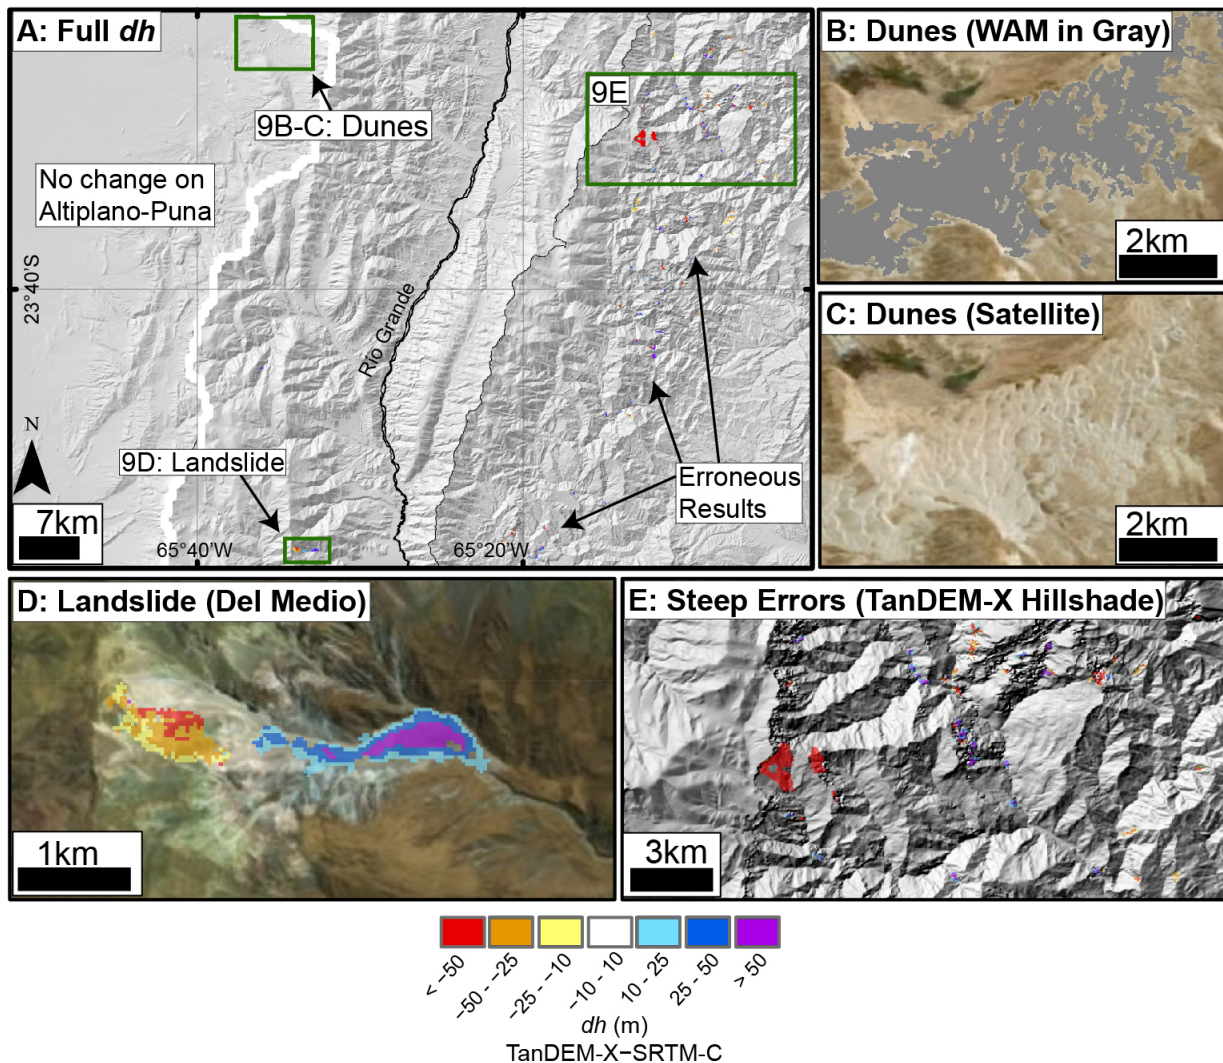 A: Full dh
9B-C: Dunes
9E
No change on
Altiplano-Puna
23°40'S
Rio Grande
N
9D: Landslide
Erroneous
Results
7km
65°40'W
65°20'W
B: Dunes (WAM in Gray)
2km
C: Dunes (Satellite)
2km
D: Landslide (Del Medio)
1km
E: Steep Errors (TanDEM-X Hillshade)
3km
< −50
−50 - −25
−25 - −10
−10 - 10
10 - 25
25 - 50
> 50
dh (m)
TanDEM-X−SRTM-C